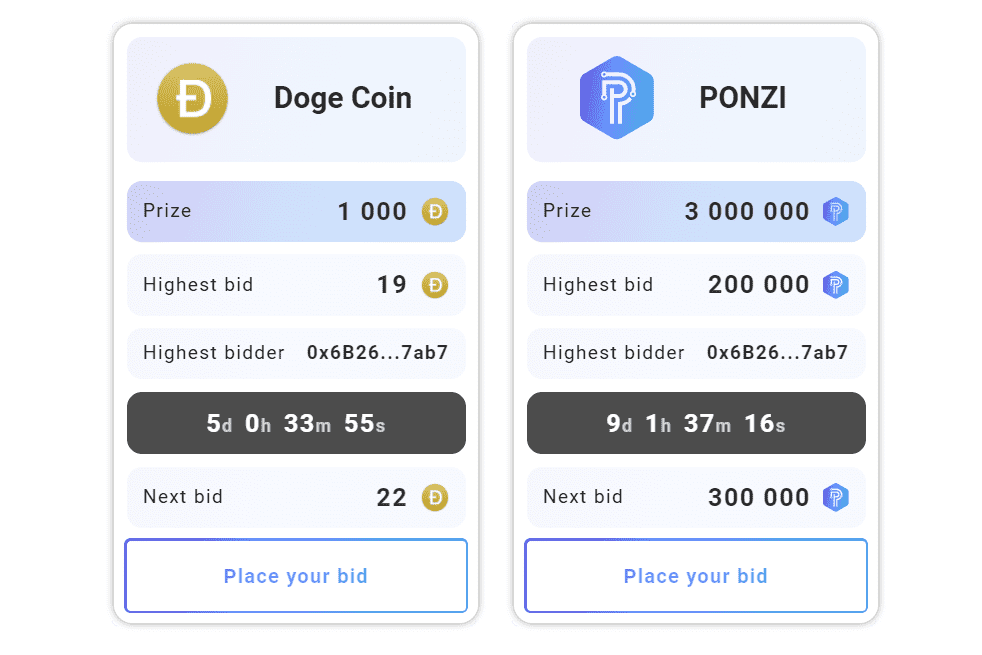 Doge Coin
Prize 1 000
Highest bid 19
Highest bidder 0x6B26...7ab7
5d 0h 33m 55s
Next bid 22
Place your bid
PONZI
Prize 3 000 000
Highest bid 200 000
Highest bidder 0x6B26...7ab7
9d 1h 37m 16s
Next bid 300 000
Place your bid